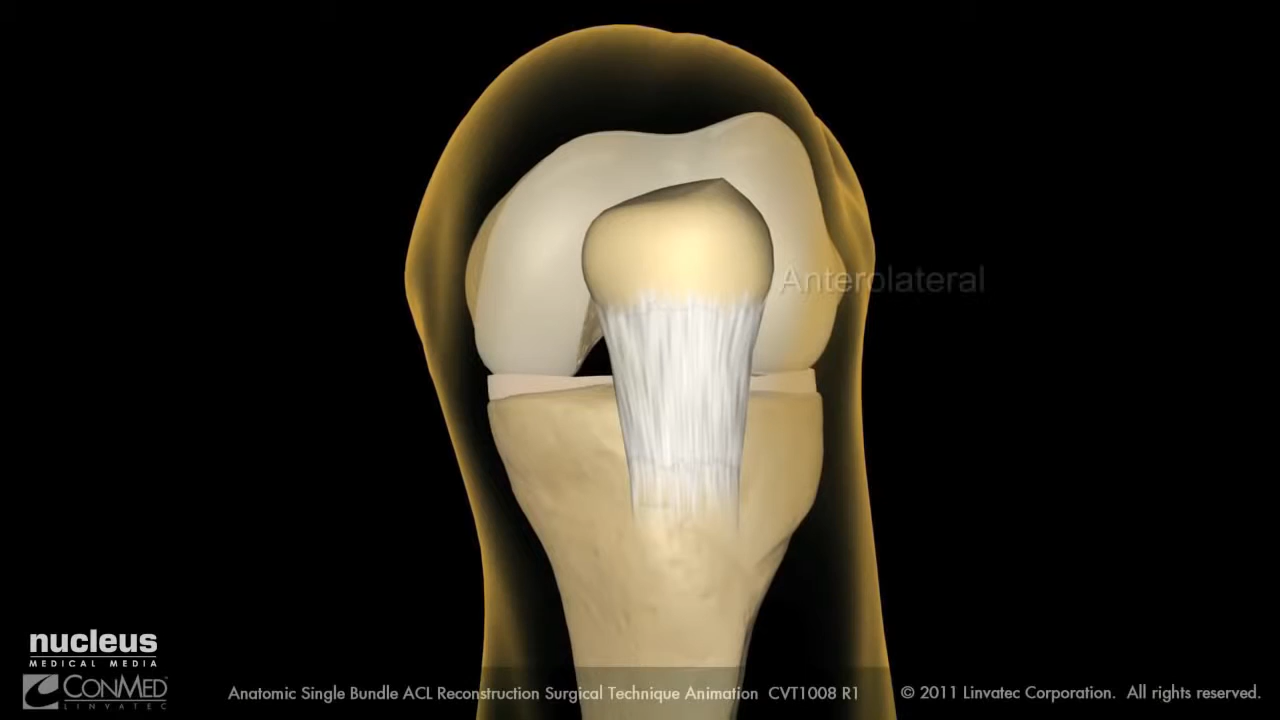 Anterolateral
nucleus
MEDICAL MEDIA
CONMED
LINVATEC
Anatomic Single Bundle ACL Reconstruction Surgical Technique Animation CVT1008 R1 © 2011 Linvatec Corporation. All rights reserved.